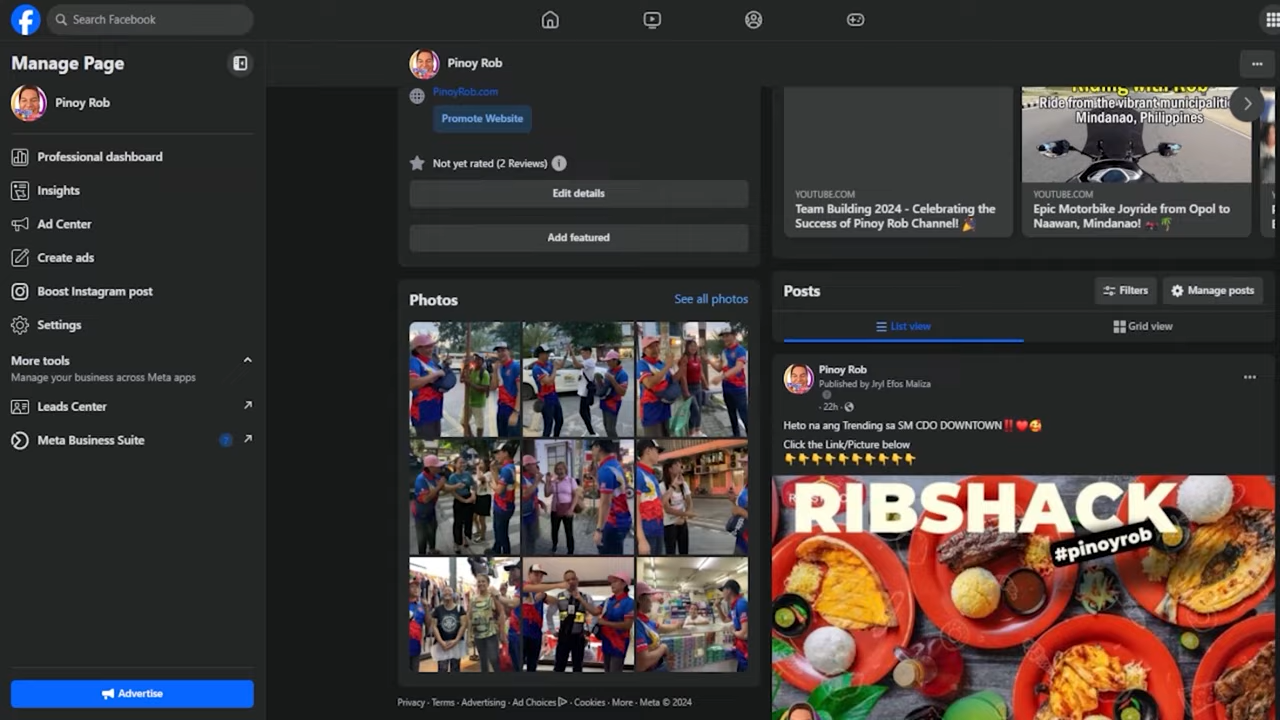 Search Facebook
Manage Page
Pinoy Rob
Professional dashboard
Insights
Ad Center
Create ads
Boost Instagram post
Settings
More tools
Manage your business across Meta apps
Leads Center
Meta Business Suite
Advertise
Pinoy Rob
PinoyRob.com
Promote Website
Not yet rated (2 Reviews)
Edit details
Add featured
Photos
See all photos
Privacy · Terms · Advertising · Ad Choices · Cookies · More · Meta © 2024
YOUTUBE.COM
Team Building 2024 - Celebrating the
Success of Pinoy Rob Channel! 🎉
Riding with Rob
Ride from the vibrant municipaliti
Mindanao, Philippines
YOUTUBE.COM
Epic Motorbike Joyride from Opol to
Naawan, Mindanao! 🏍️🌴
Posts
Filters
Manage posts
List view
Grid view
Pinoy Rob
Published by Jryl Efos Maliza
· 22h ·
Heto na ang Trending sa SM CDO DOWNTOWN‼️❤️🥰
Click the Link/Picture below
👇👇👇👇👇👇👇👇👇👇
RIBSHACK
#pinoyrob